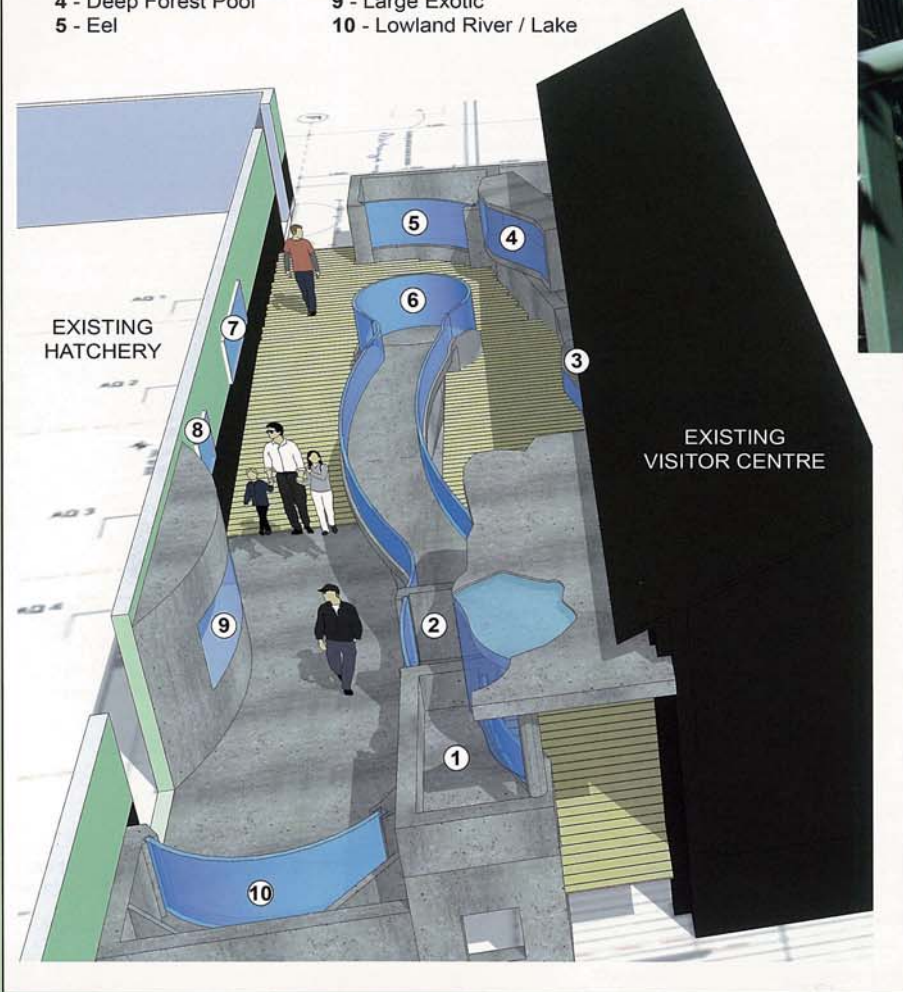 4 - Deep Forest Pool
9 - Large Exotic
5 - Eel
10 - Lowland River / Lake
5
4
6
7
EXISTING
HATCHERY
3
8
EXISTING
VISITOR CENTRE
9
2
1
10